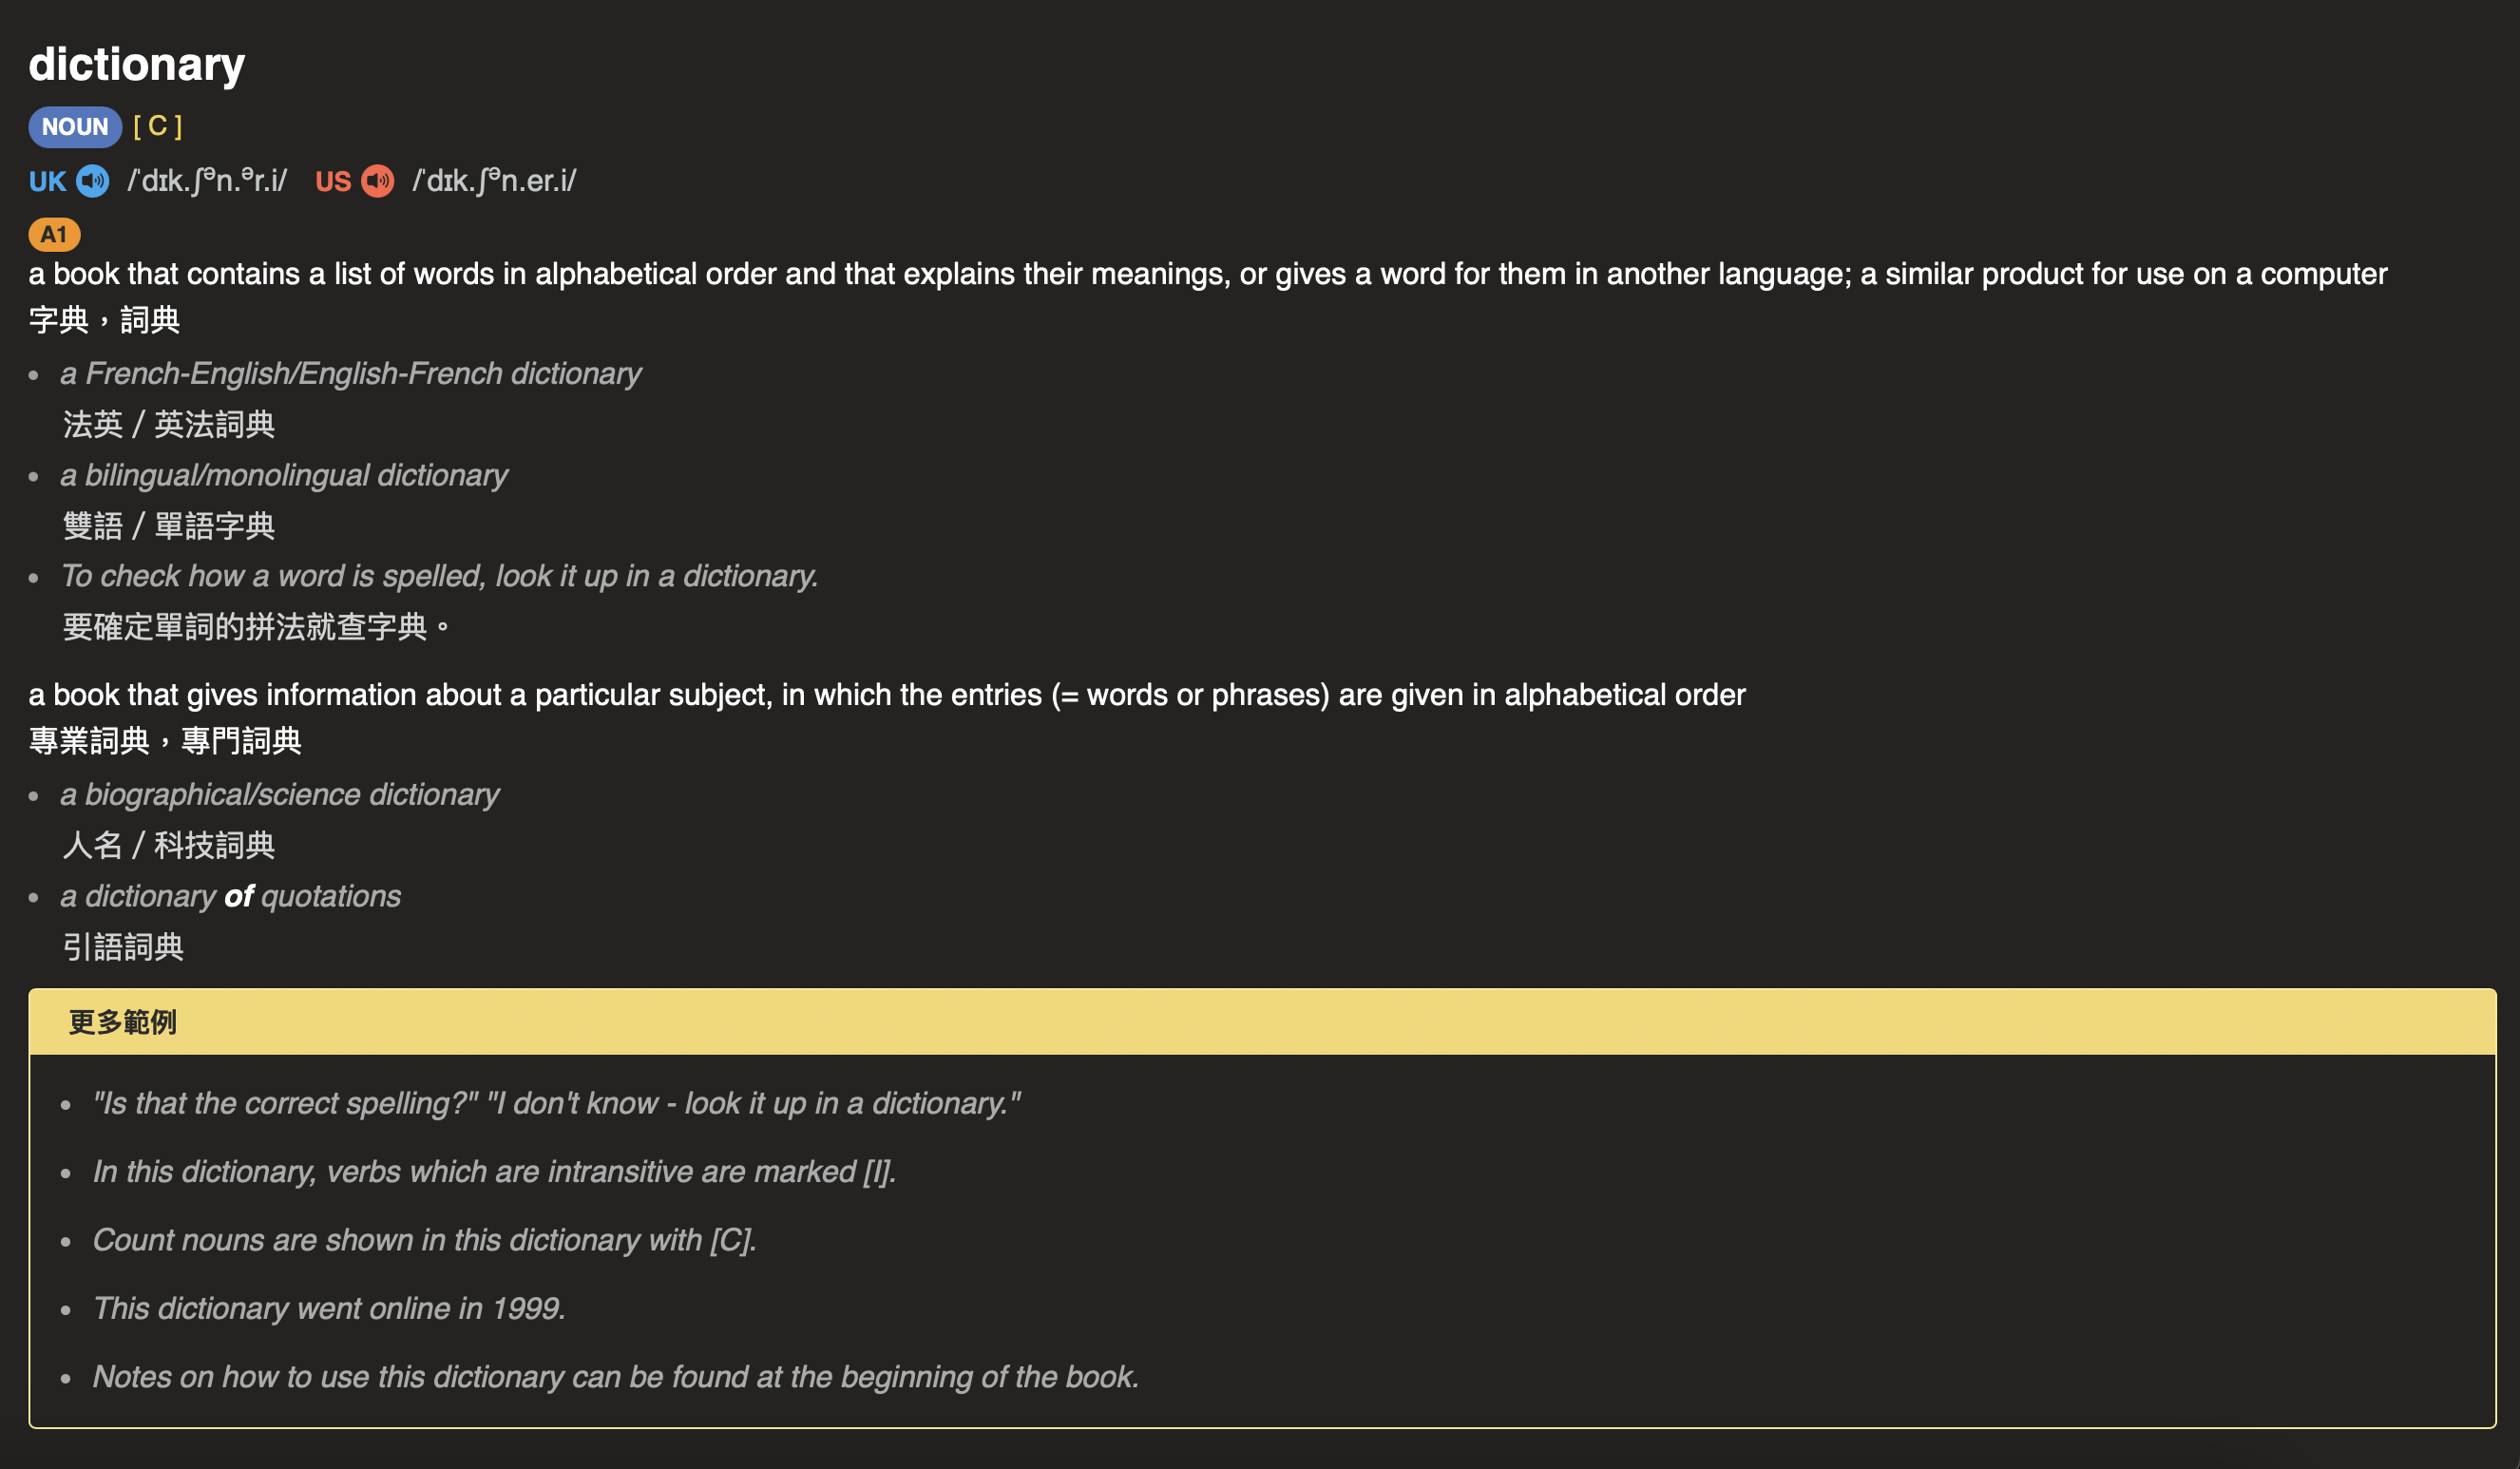 dictionary
NOUN [ C ]
UK /ˈdɪk.ʃᵊn.ᵊr.i/ US /ˈdɪk.ʃᵊn.er.i/
A1
a book that contains a list of words in alphabetical order and that explains their meanings, or gives a word for them in another language; a similar product for use on a computer
字典，詞典
a French-English/English-French dictionary
法英／英法詞典
a bilingual/monolingual dictionary
雙語／單語字典
To check how a word is spelled, look it up in a dictionary.
要確定單詞的拼法就查字典。
a book that gives information about a particular subject, in which the entries (= words or phrases) are given in alphabetical order
專業詞典，專門詞典
a biographical/science dictionary
人名／科技詞典
a dictionary of quotations
引語詞典
更多範例
"Is that the correct spelling?" "I don't know - look it up in a dictionary."
In this dictionary, verbs which are intransitive are marked [I].
Count nouns are shown in this dictionary with [C].
This dictionary went online in 1999.
Notes on how to use this dictionary can be found at the beginning of the book.